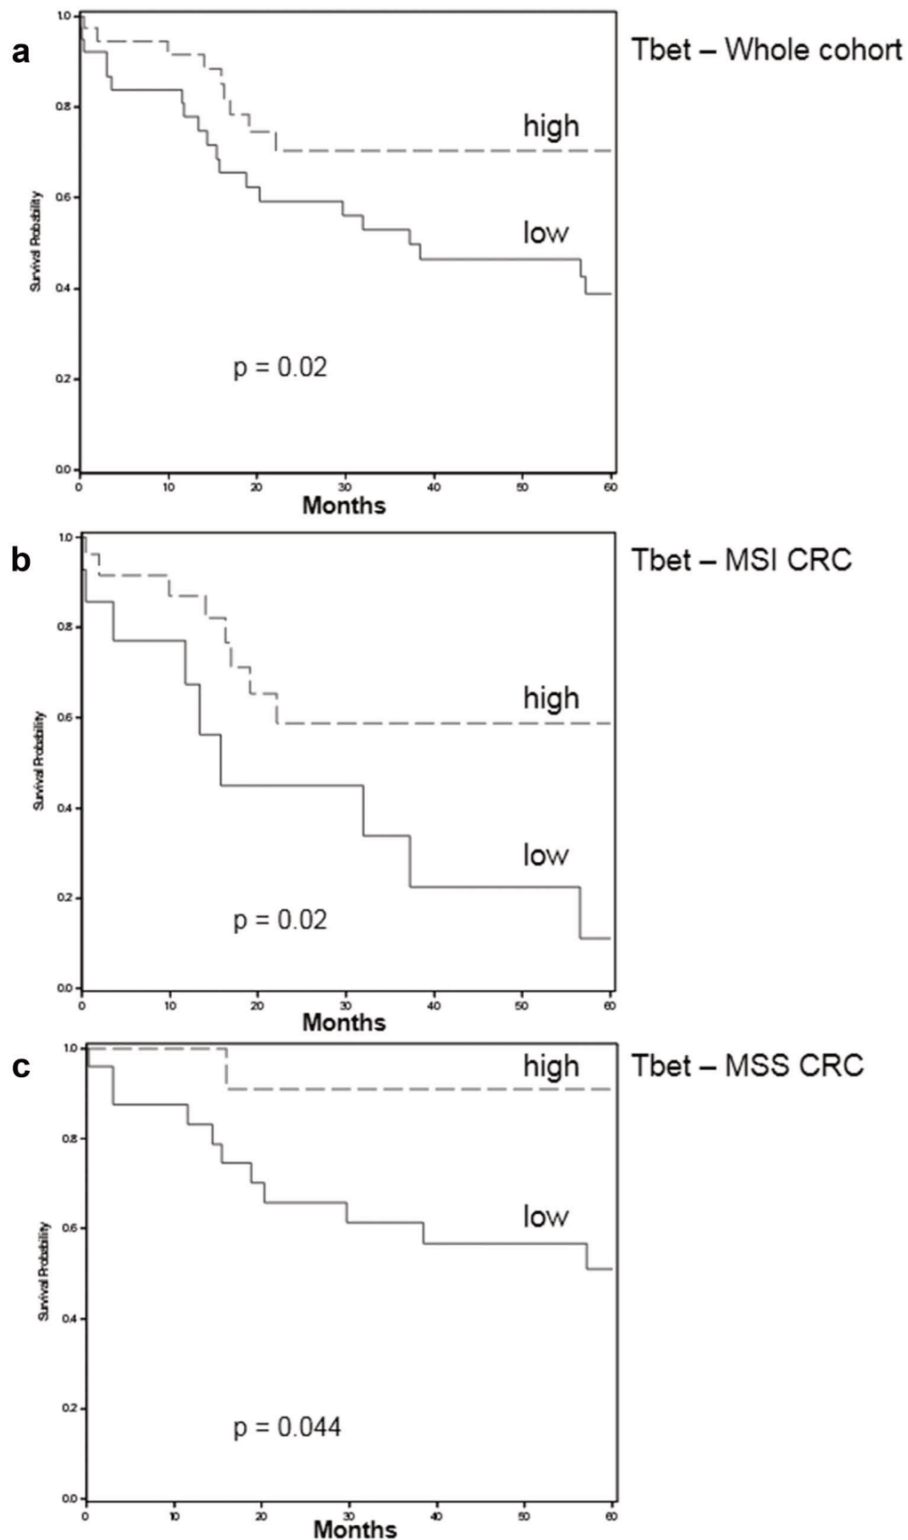 a
Tbet – Whole cohort
1.0
0.8
0.6
0.4
0.2
0.0
Survival Probability
high
low
p = 0.02
0 10 20 30 40 50 60
Months
b
Tbet – MSI CRC
1.0
0.8
0.6
0.4
0.2
0.0
Survival Probability
high
low
p = 0.02
0 10 20 30 40 50 60
Months
c
Tbet – MSS CRC
1.0
0.8
0.6
0.4
0.2
0.0
Survival Probability
high
low
p = 0.044
0 10 20 30 40 50 60
Months